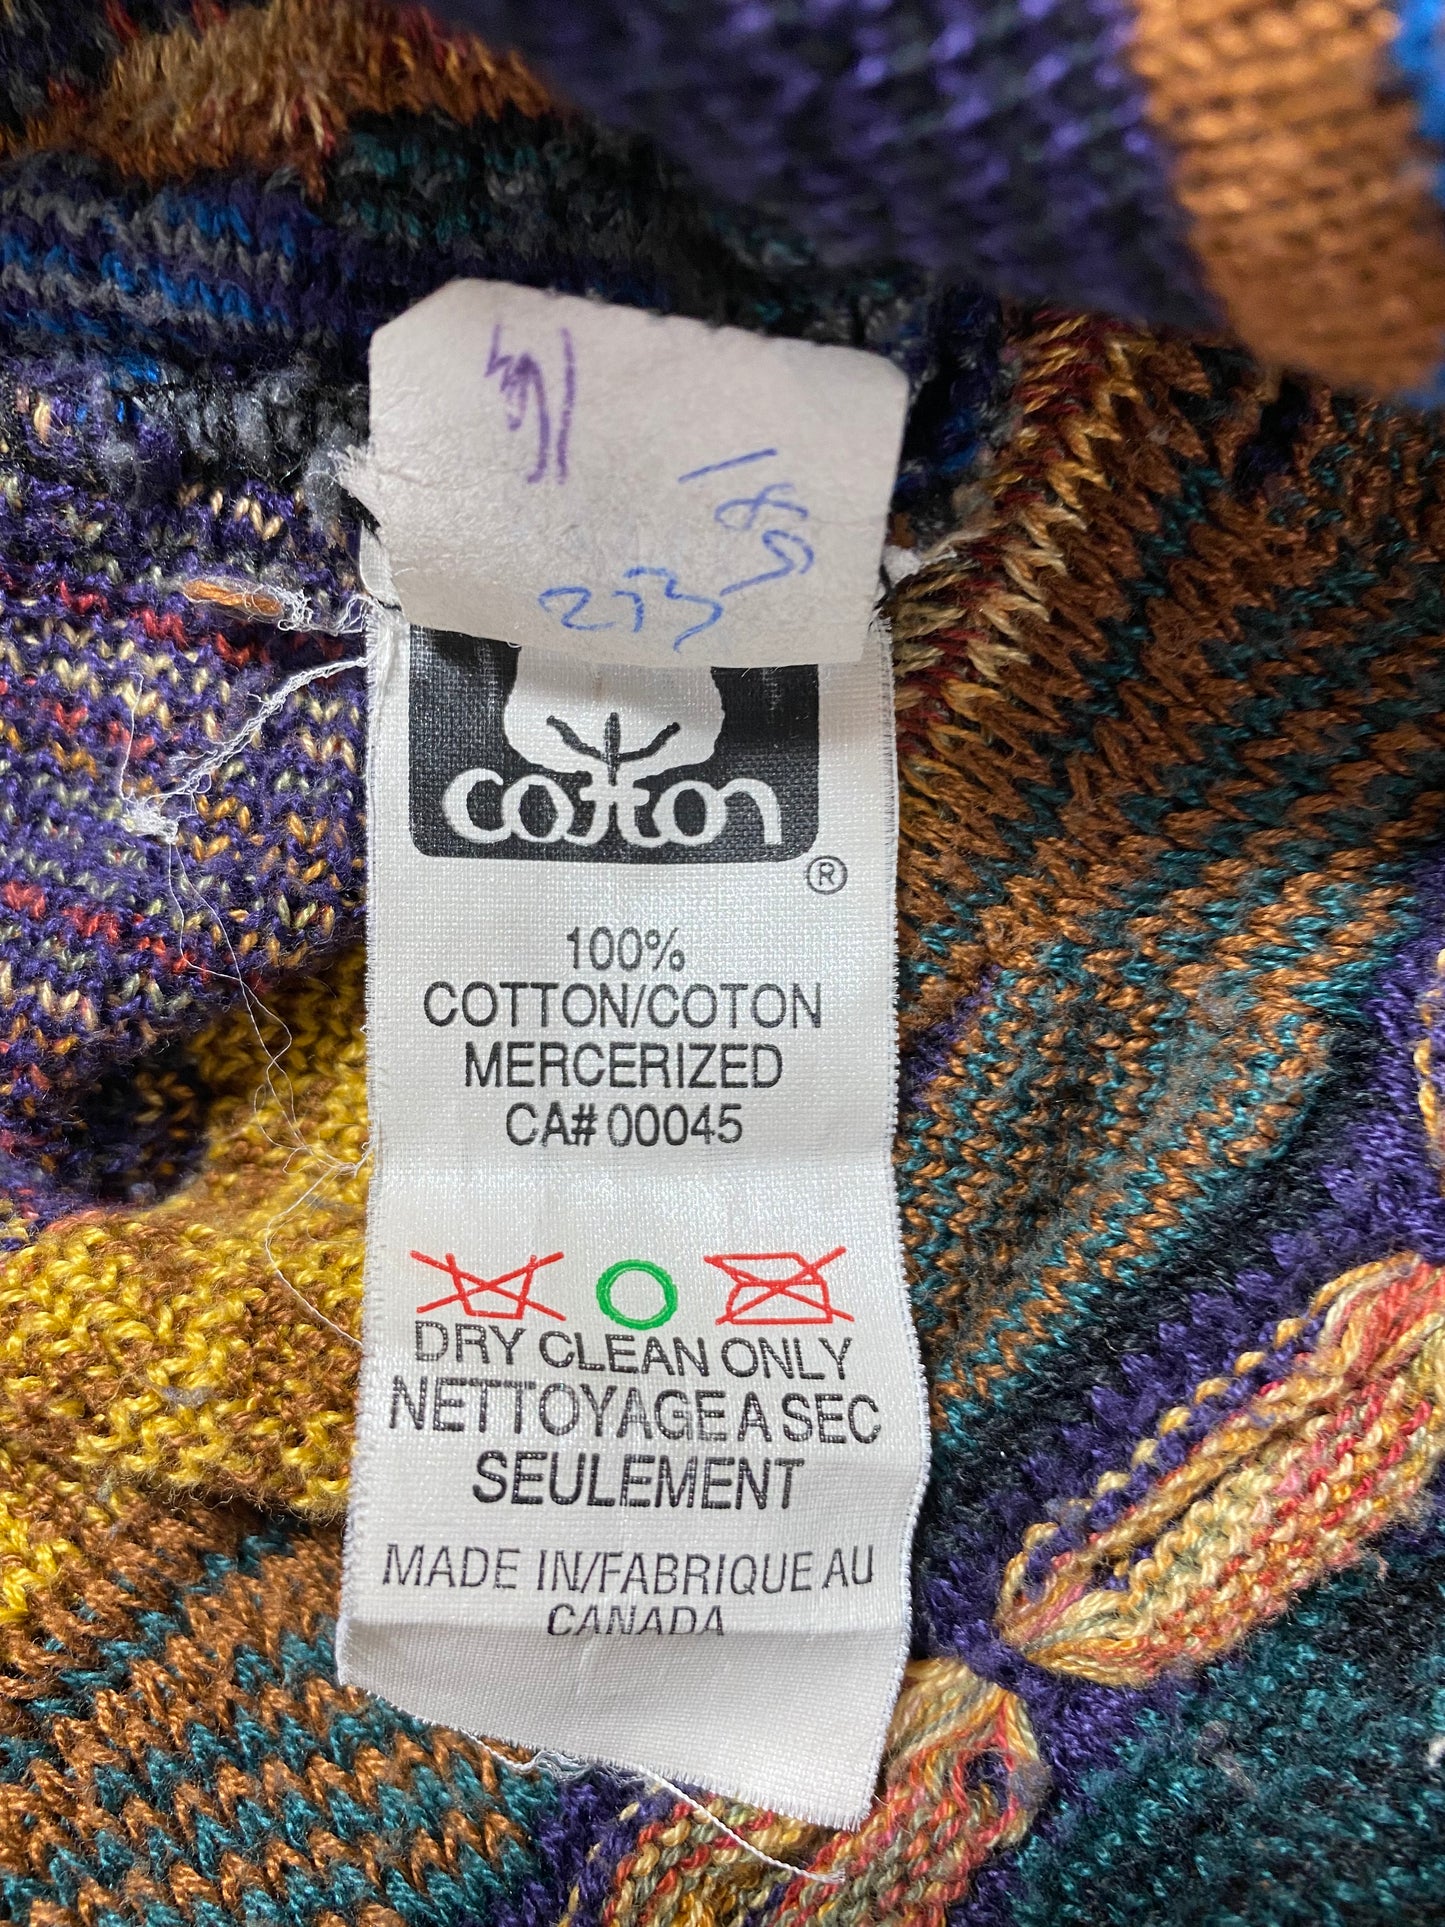 273
cotton
®
100%
COTTON/COTON
MERCERIZED
CA# 00045
DRY CLEAN ONLY
NETTOYAGE A SEC
SEULEMENT
MADE IN/FABRIQUE AU
CANADA